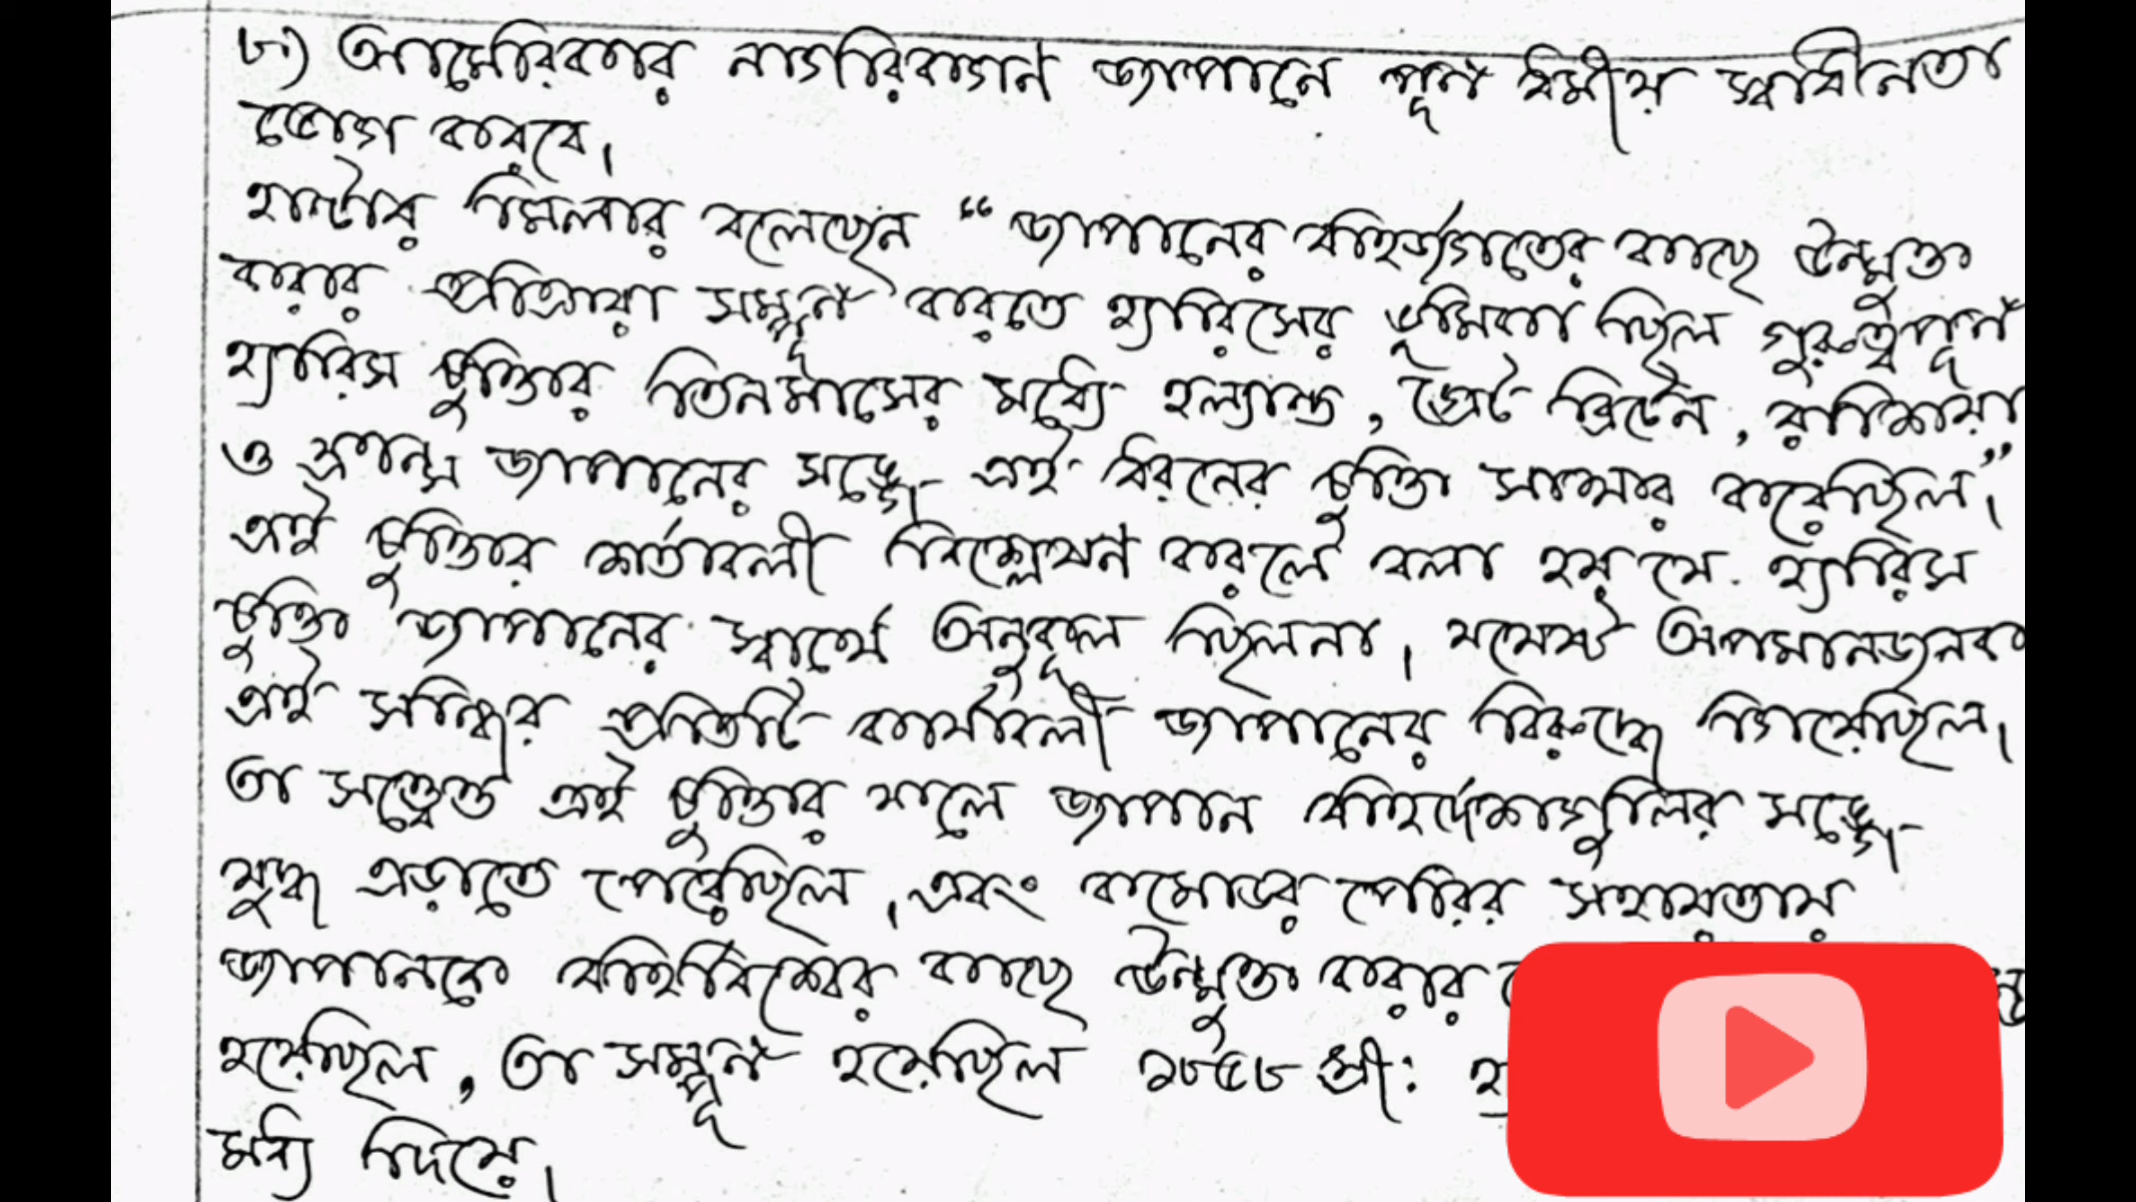 ৮) আমেরিকার নাগরিকগণ জাপানে পূর্ণ ধর্মীয় স্বাধীনতা
ভোগ করবে।
হান্টার মিলার বলেছেন “জাপানের বহির্জগতের কাছে উন্মুক্ত
করার প্রক্রিয়া সম্পূর্ণ করতে হ্যারিসের ভূমিকা ছিল গুরুত্বপূর্ণ
হ্যারিস চুক্তির তিনমাসের মধ্যে হল্যান্ড, গ্রেট ব্রিটেন, রাশিয়া
ও ফ্রান্স জাপানের সঙ্গে এই ধরনের চুক্তি সাক্ষর করেছিল।”
এই চুক্তির শর্তাবলী বিশ্লেষণ করলে বলা হয় যে হ্যারিস
চুক্তি জাপানের স্বার্থে অনুকূল ছিলনা। যথেষ্ট অপমানজনক
এই সন্ধির প্রতিটি কার্যাবলী জাপানের বিরুদ্ধে গিয়েছিল।
তা সত্ত্বেও এই চুক্তির ফলে জাপান বহির্দেশগুলির সঙ্গে
যুদ্ধ এড়াতে পেরেছিল। এবং কমোডর পেরির সহায়তায়
জাপানকে বহির্বিশ্বের কাছে উন্মুক্ত করার
হয়েছিল, তা সম্পূর্ণ হয়েছিল ১৮৫৮ খ্রী:
মধ্য দিয়ে।